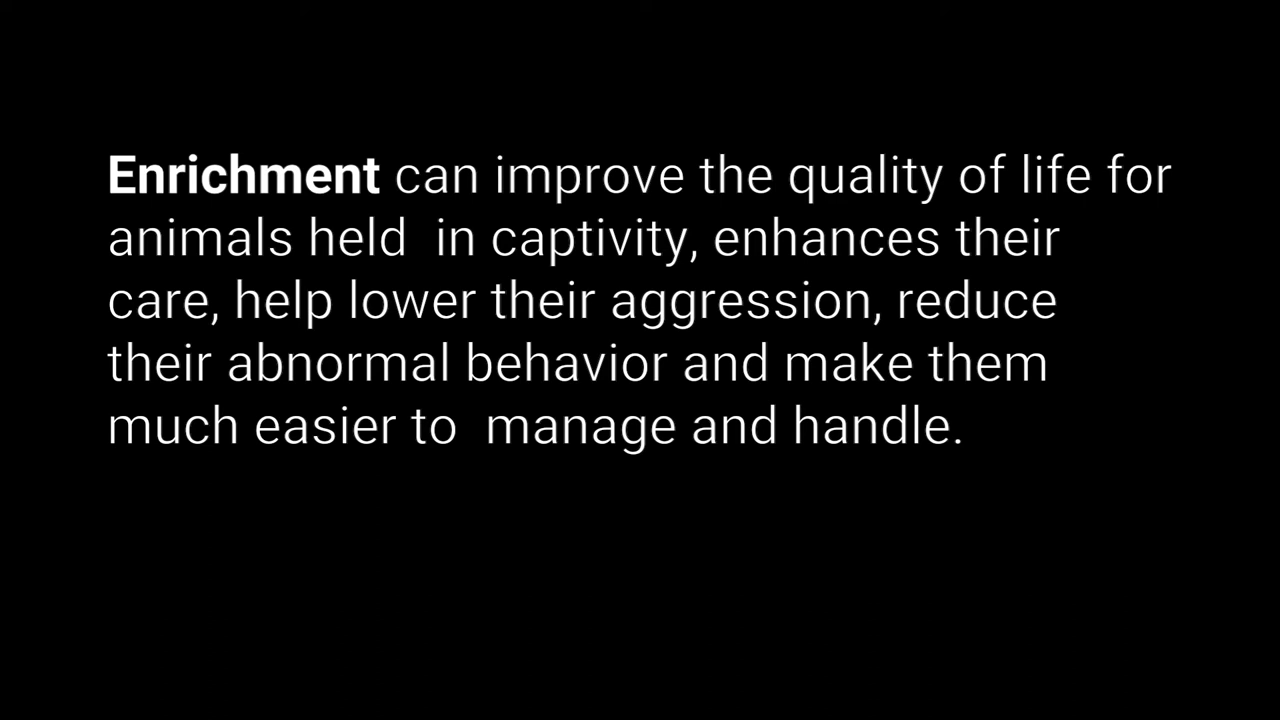 Enrichment can improve the quality of life for
animals held  in captivity, enhances their
care, help lower their aggression, reduce
their abnormal behavior and make them
much easier to  manage and handle.